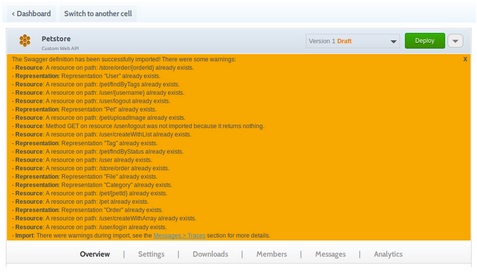 ‹ Dashboard Switch to another cell
Petstore
Custom Web API
Version 1 Draft
Deploy
The Swagger definition has been successfully imported! There were some warnings: X
- Resource: A resource on path: /store/order/{orderId} already exists.
- Representation: Representation "User" already exists.
- Resource: A resource on path: /pet/findByTags already exists.
- Resource: A resource on path: /user/{username} already exists.
- Resource: A resource on path: /user/logout already exists.
- Representation: Representation "Pet" already exists.
- Resource: A resource on path: /pet/uploadImage already exists.
- Resource: Method GET on resource /user/logout was not imported because it returns nothing.
- Resource: A resource on path: /user/createWithList already exists.
- Representation: Representation "Tag" already exists.
- Resource: A resource on path: /pet/findByStatus already exists.
- Resource: A resource on path: /user already exists.
- Resource: A resource on path: /store/order already exists.
- Representation: Representation "File" already exists.
- Representation: Representation "Category" already exists.
- Resource: A resource on path: /pet/{petId} already exists.
- Resource: A resource on path: /pet already exists.
- Representation: Representation "Order" already exists.
- Resource: A resource on path: /user/createWithArray already exists.
- Resource: A resource on path: /user/login already exists.
- Import: There were warnings during import, see the Messages > Traces section for more details.
Overview | Settings | Downloads | Members | Messages | Analytics